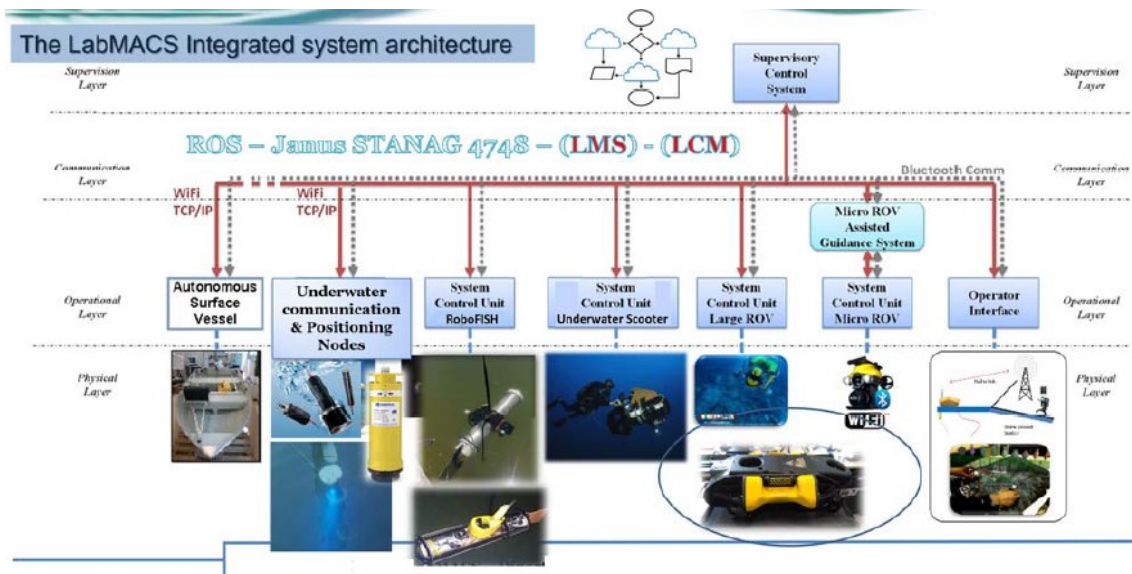 The LabMACS Integrated system architecture
Supervision
Layer
Supervisory
Control
System
Supervision
Layer
ROS – Janus STANAG 4748 – (LMS) - (LCM)
Communication
Layer
Bluctooth Comm
Communication
Layer
WiFi
TCP/IP
WiFi
TCP/IP
Micro ROV
Assisted
Guidance System
Operational
Layer
Autonomous
Surface
Vessel
Underwater
communication
& Positioning
Nodes
System
Control Unit
RoboFISH
System
Control Unit
Underwater Scooter
System
Control Unit
Large ROV
System
Control Unit
Micro ROV
Operator
Interface
Operational
Layer
Physical
Layer
Wi-Fi
Physical
Layer